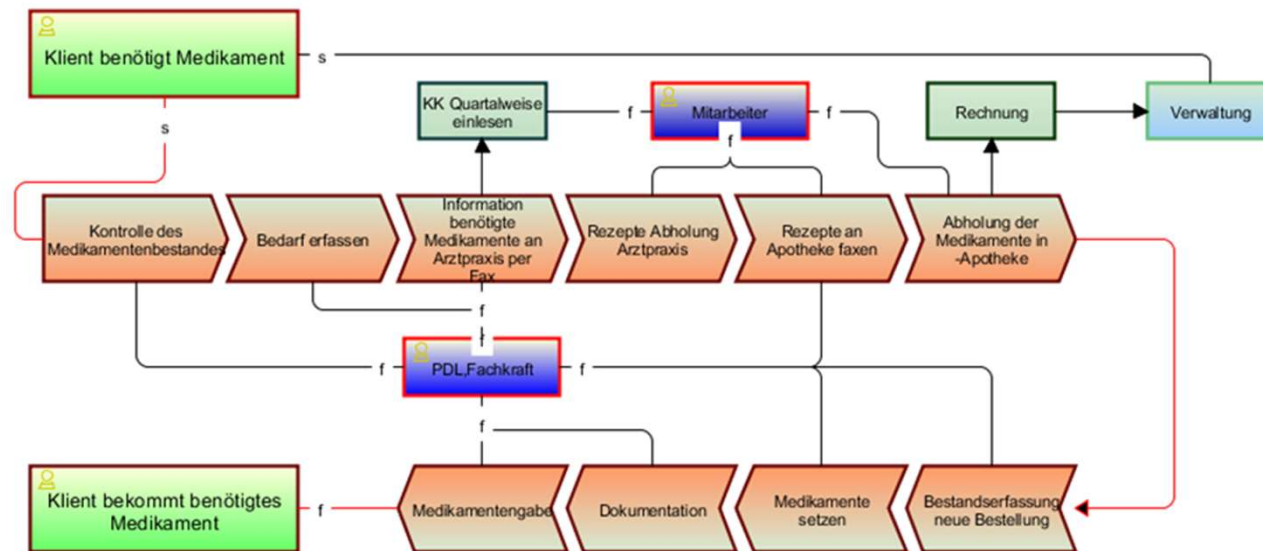 Klient benötigt Medikament
s
s
KK Quartalweise
einlesen
f
Mitarbeiter
f
f
Rechnung
Verwaltung
Kontrolle des
Medikamentenbestandes
Bedarf erfassen
Information
benötigte
Medikamente an
Arztpraxis per
Fax
Rezepte Abholung
Arztpraxis
Rezepte an
Apotheke faxen
Abholung der
Medikamente in
-Apotheke
f
f
f
PDL,Fachkraft
f
f
Klient bekommt benötigtes
Medikament
f
Medikamentengabe
Dokumentation
Medikamente
setzen
Bestandserfassung
neue Bestellung